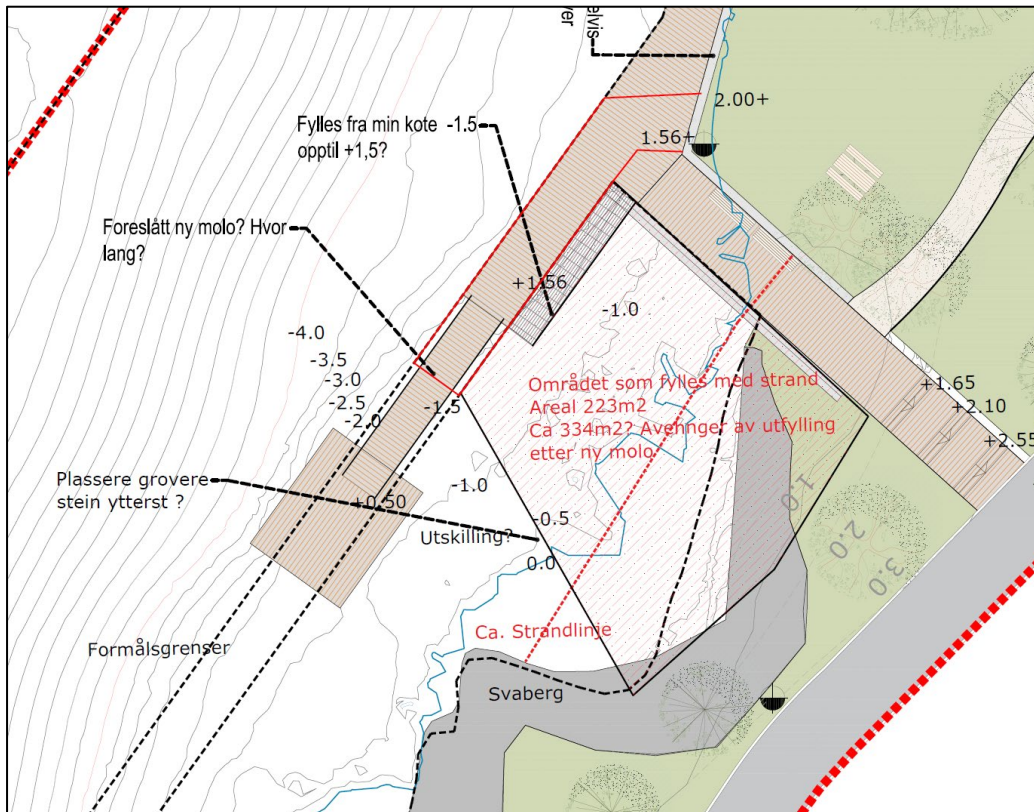 elvis
ver
2.00+
1.56+
Fylles fra min kote -1.5
opptil +1,5?
Foreslått ny molo? Hvor
lang?
+1.56
-1.0
-4.0
-3.5
-3.0
-2.5
-2.0
-1.5
Området som fylles med strand
Areal 223m2
Ca 334m2? Avehnger av utfylling
etter ny molo
+1.65
+2.10
+2.55
Plassere grovere
stein ytterst ?
-1.0
+0.50
-0.5
Utskilling?
0.0
1.0
2.0
3.0
Ca. Strandlinje
Formålsgrenser
Svaberg